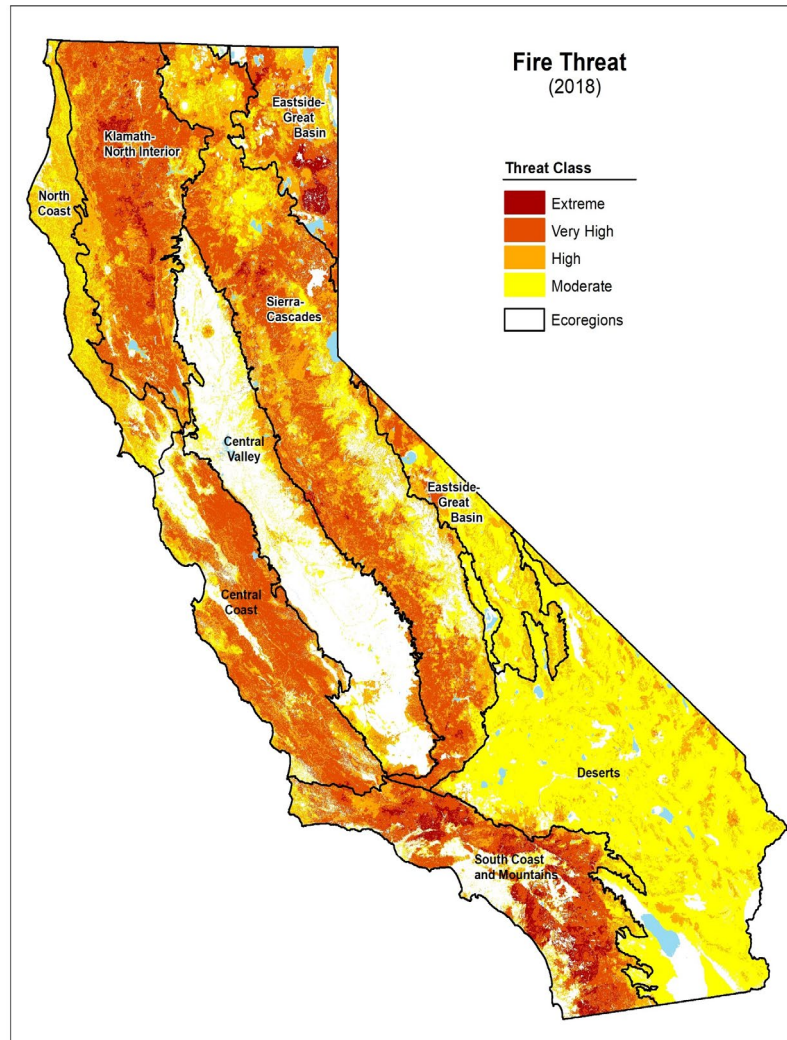 Fire Threat
(2018)
Threat Class
Extreme
Very High
High
Moderate
Ecoregions
Eastside-
Great
Basin
Klamath-
North Interior
North
Coast
Sierra-
Cascades
Central
Valley
Eastside-
Great
Basin
Central
Coast
Deserts
South Coast
and Mountains